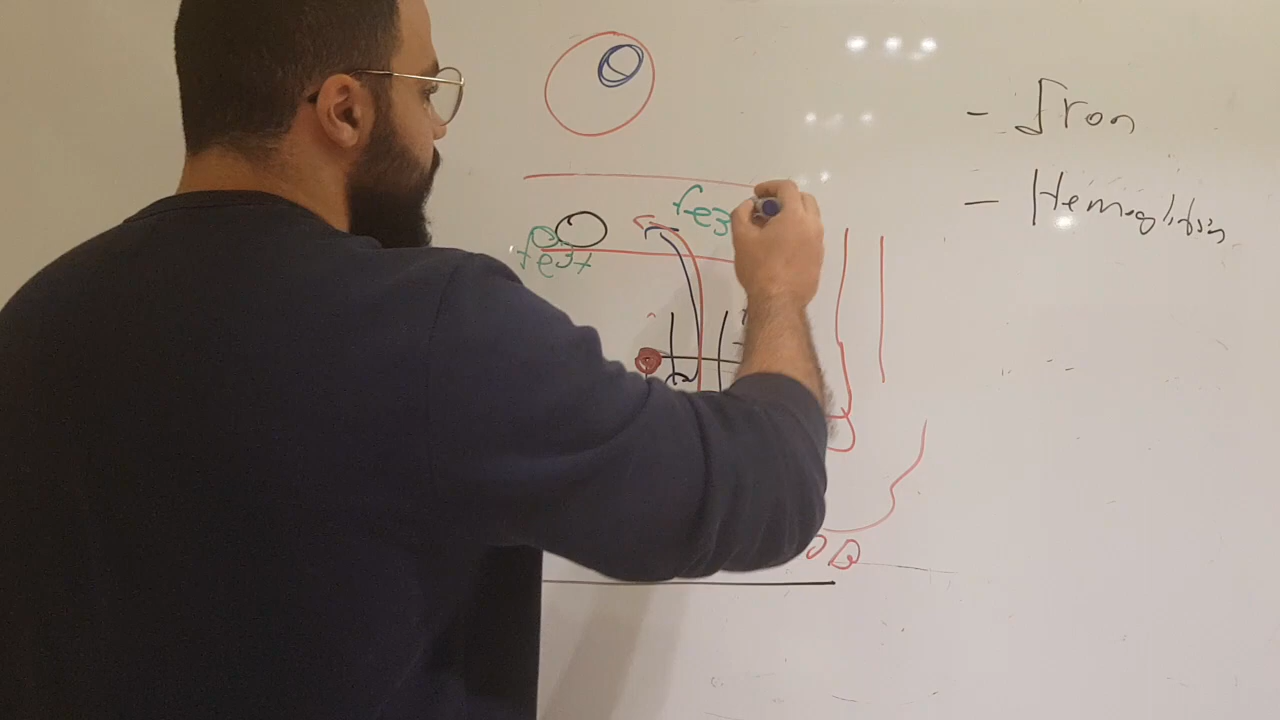 - Iron
- Hemoglobin
fe3
fe3+